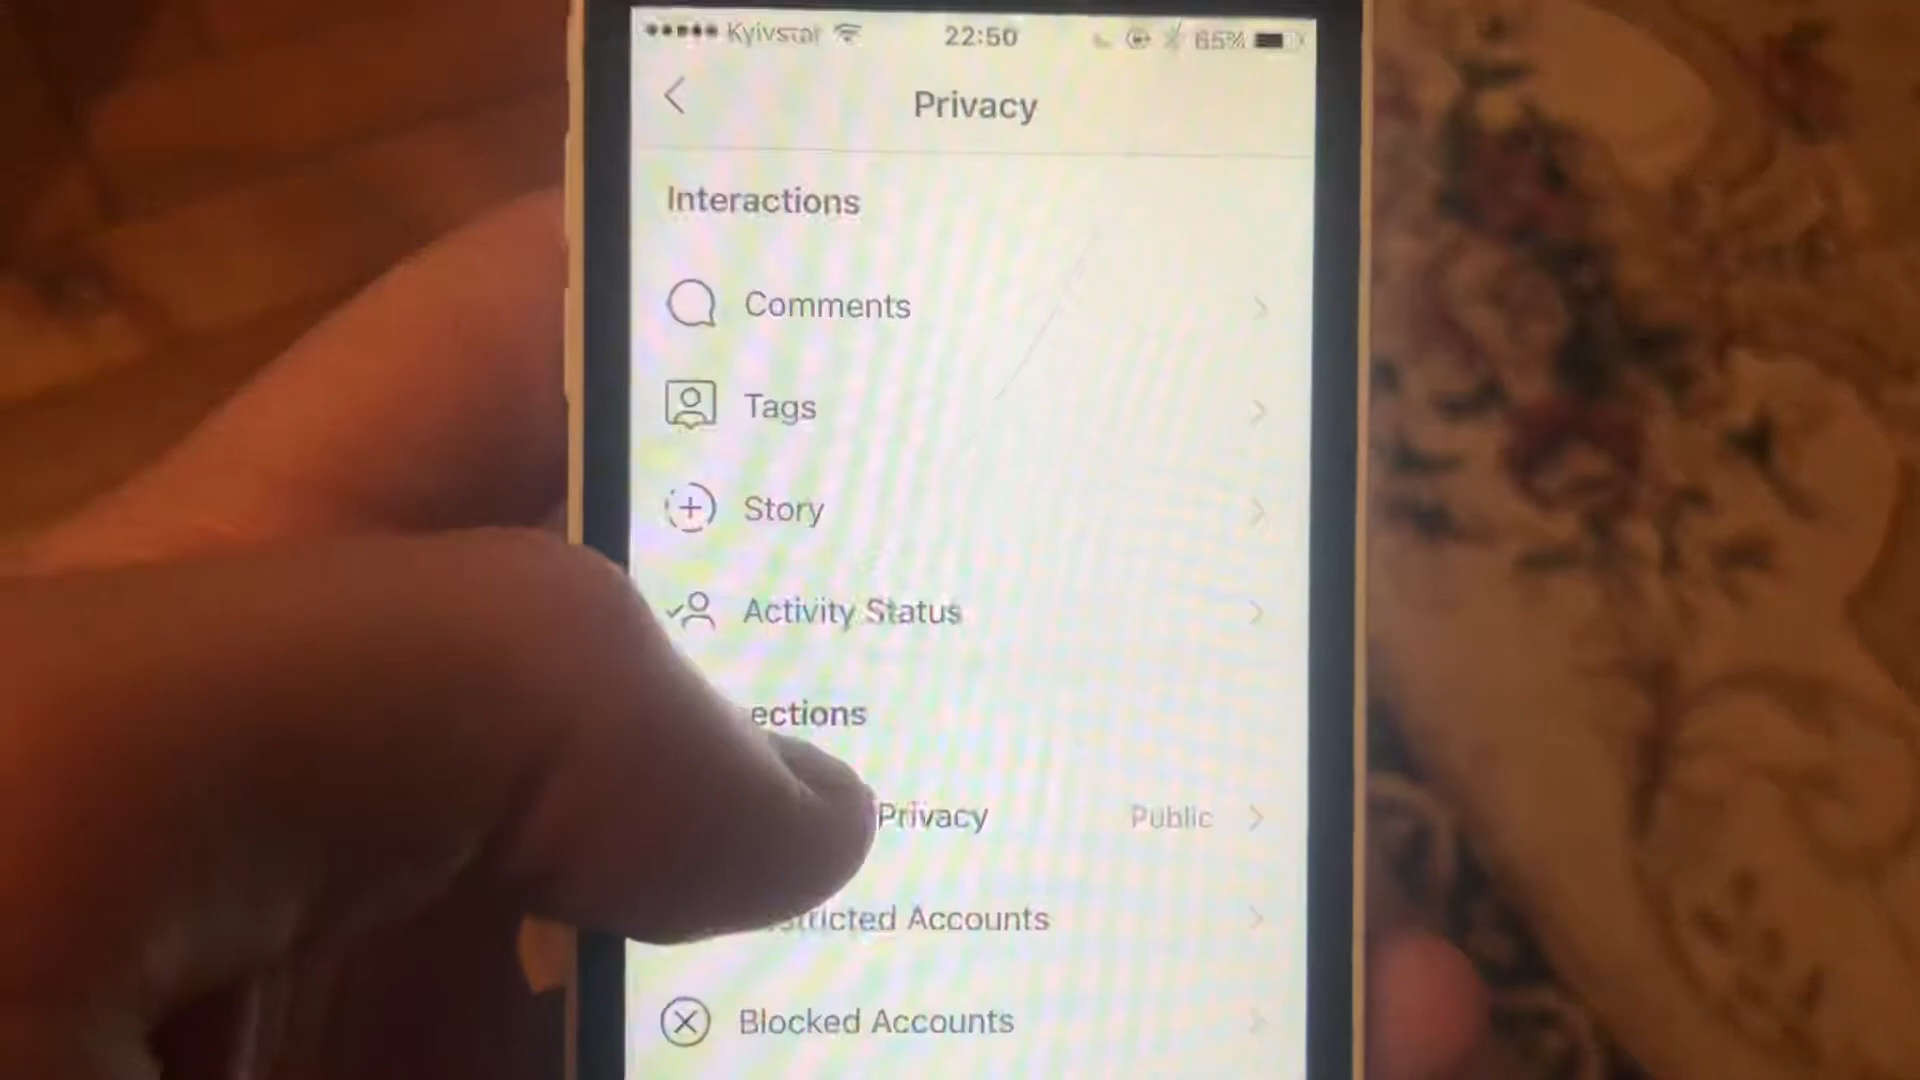 Kyivstar 22:50 65%
Privacy
Interactions
Comments
Tags
Story
Activity Status
ections
Privacy Public
stricted Accounts
Blocked Accounts